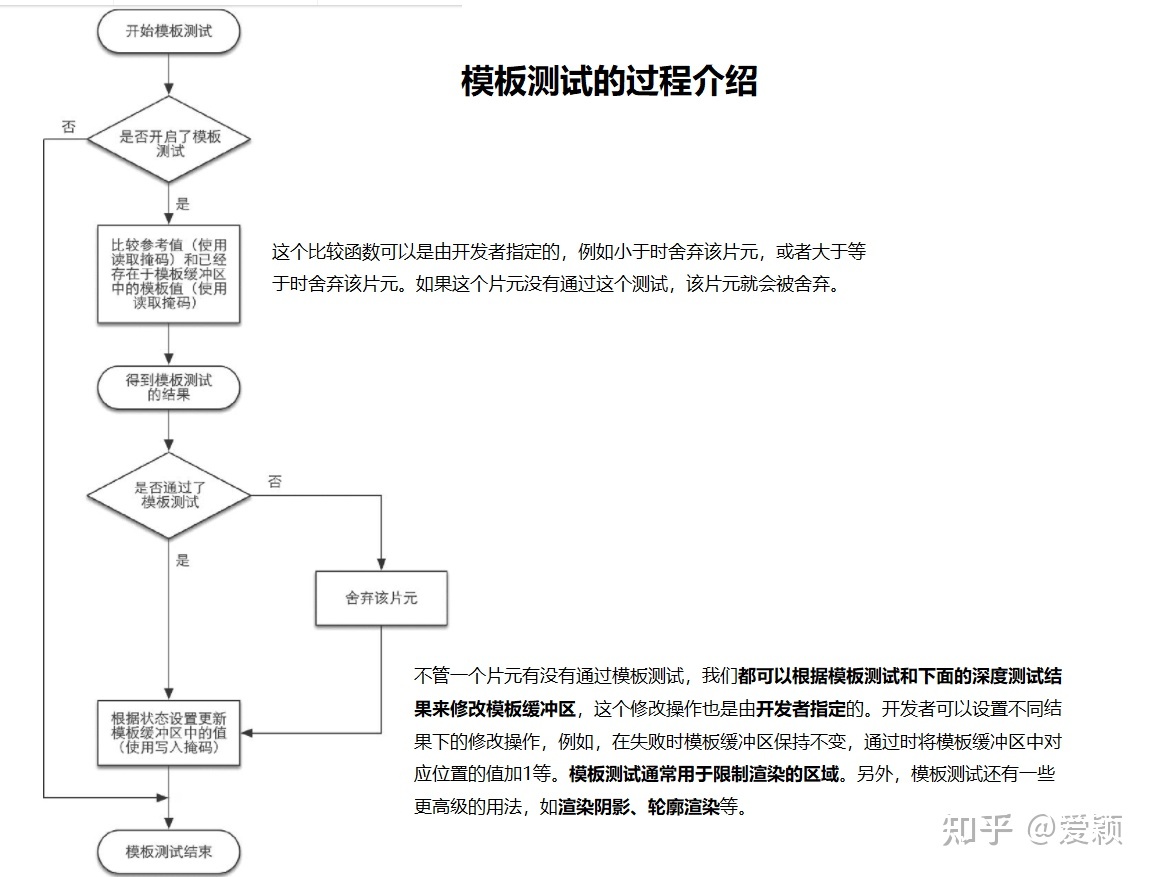 开始模板测试
模板测试的过程介绍
否
是否开启了模板
测试
是
比较参考值（使用
读取掩码）和已经
存在于模板缓冲区
中的模板值（使用
读取掩码）
这个比较函数可以是由开发者指定的，例如小于时舍弃该片元，或者大于等
于时舍弃该片元。如果这个片元没有通过这个测试，该片元就会被舍弃。
得到模板测试
的结果
是否通过了
模板测试
否
是
舍弃该片元
不管一个片元有没有通过模板测试，我们都可以根据模板测试和下面的深度测试结
果来修改模板缓冲区，这个修改操作也是由开发者指定的。开发者可以设置不同结
果下的修改操作，例如，在失败时模板缓冲区保持不变，通过时将模板缓冲区中对
应位置的值加1等。模板测试通常用于限制渲染的区域。另外，模板测试还有一些
更高级的用法，如渲染阴影、轮廓渲染等。
根据状态设置更新
模板缓冲区中的值
（使用写入掩码）
模板测试结束
知乎 @爱颖